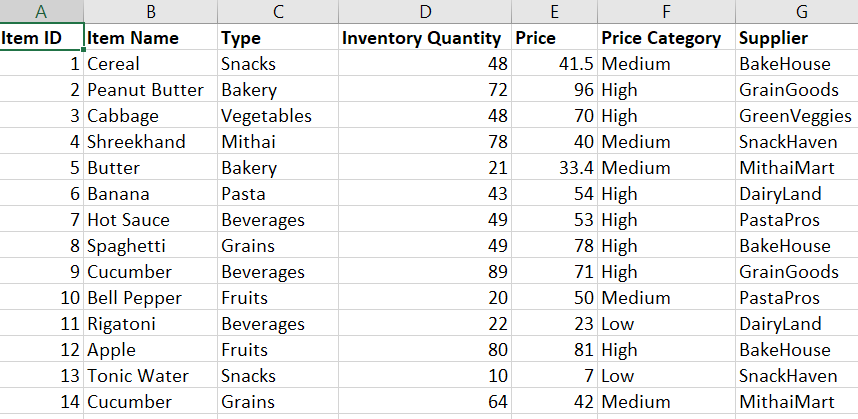 A B C D E F G
Item ID Item Name Type Inventory Quantity Price Price Category Supplier
1 Cereal Snacks 48 41.5 Medium BakeHouse
2 Peanut Butter Bakery 72 96 High GrainGoods
3 Cabbage Vegetables 48 70 High GreenVeggies
4 Shreekhand Mithai 78 40 Medium SnackHaven
5 Butter Bakery 21 33.4 Medium MithaiMart
6 Banana Pasta 43 54 High DairyLand
7 Hot Sauce Beverages 49 53 High PastaPros
8 Spaghetti Grains 49 78 High BakeHouse
9 Cucumber Beverages 89 71 High GrainGoods
10 Bell Pepper Fruits 20 50 Medium PastaPros
11 Rigatoni Beverages 22 23 Low DairyLand
12 Apple Fruits 80 81 High BakeHouse
13 Tonic Water Snacks 10 7 Low SnackHaven
14 Cucumber Grains 64 42 Medium MithaiMart